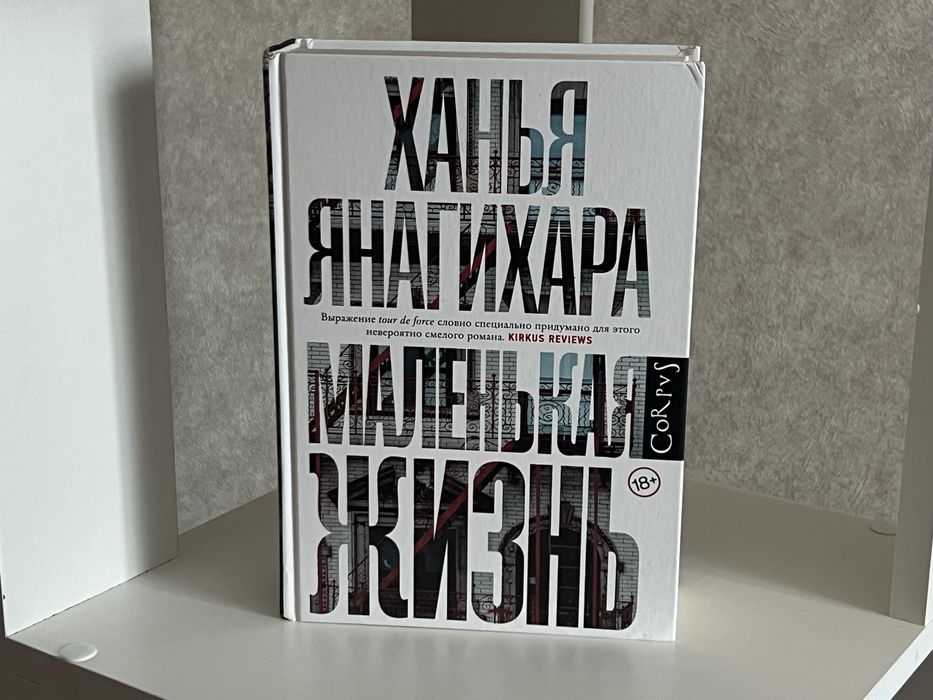 ХАНЬЯ
ЯНАГИХАРА
Выражение tour de force словно специально придумано для этого
невероятно смелого романа. KIRKUS REVIEWS
МАЛЕНЬКАЯ
CORPVS
ЖИЗНЬ
18+